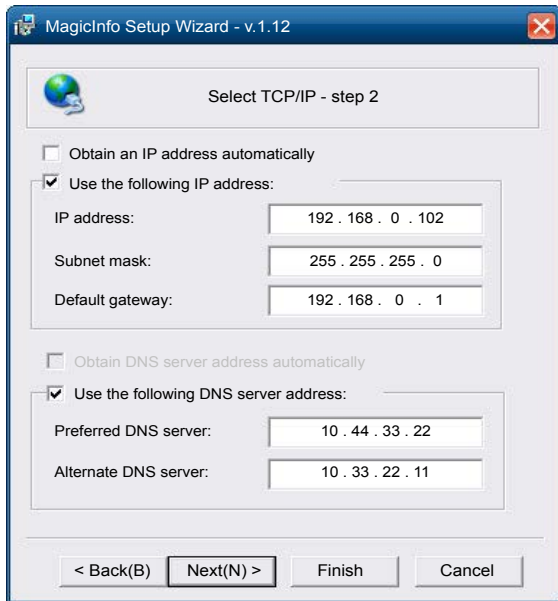 MagicInfo Setup Wizard - v.1.12
Select TCP/IP - step 2
Obtain an IP address automatically
Use the following IP address:
IP address: 192 . 168 . 0 . 102
Subnet mask: 255 . 255 . 255 . 0
Default gateway: 192 . 168 . 0 . 1
Obtain DNS server address automatically
Use the following DNS server address:
Preferred DNS server: 10 . 44 . 33 . 22
Alternate DNS server: 10 . 33 . 22 . 11
< Back(B) Next(N) > Finish Cancel